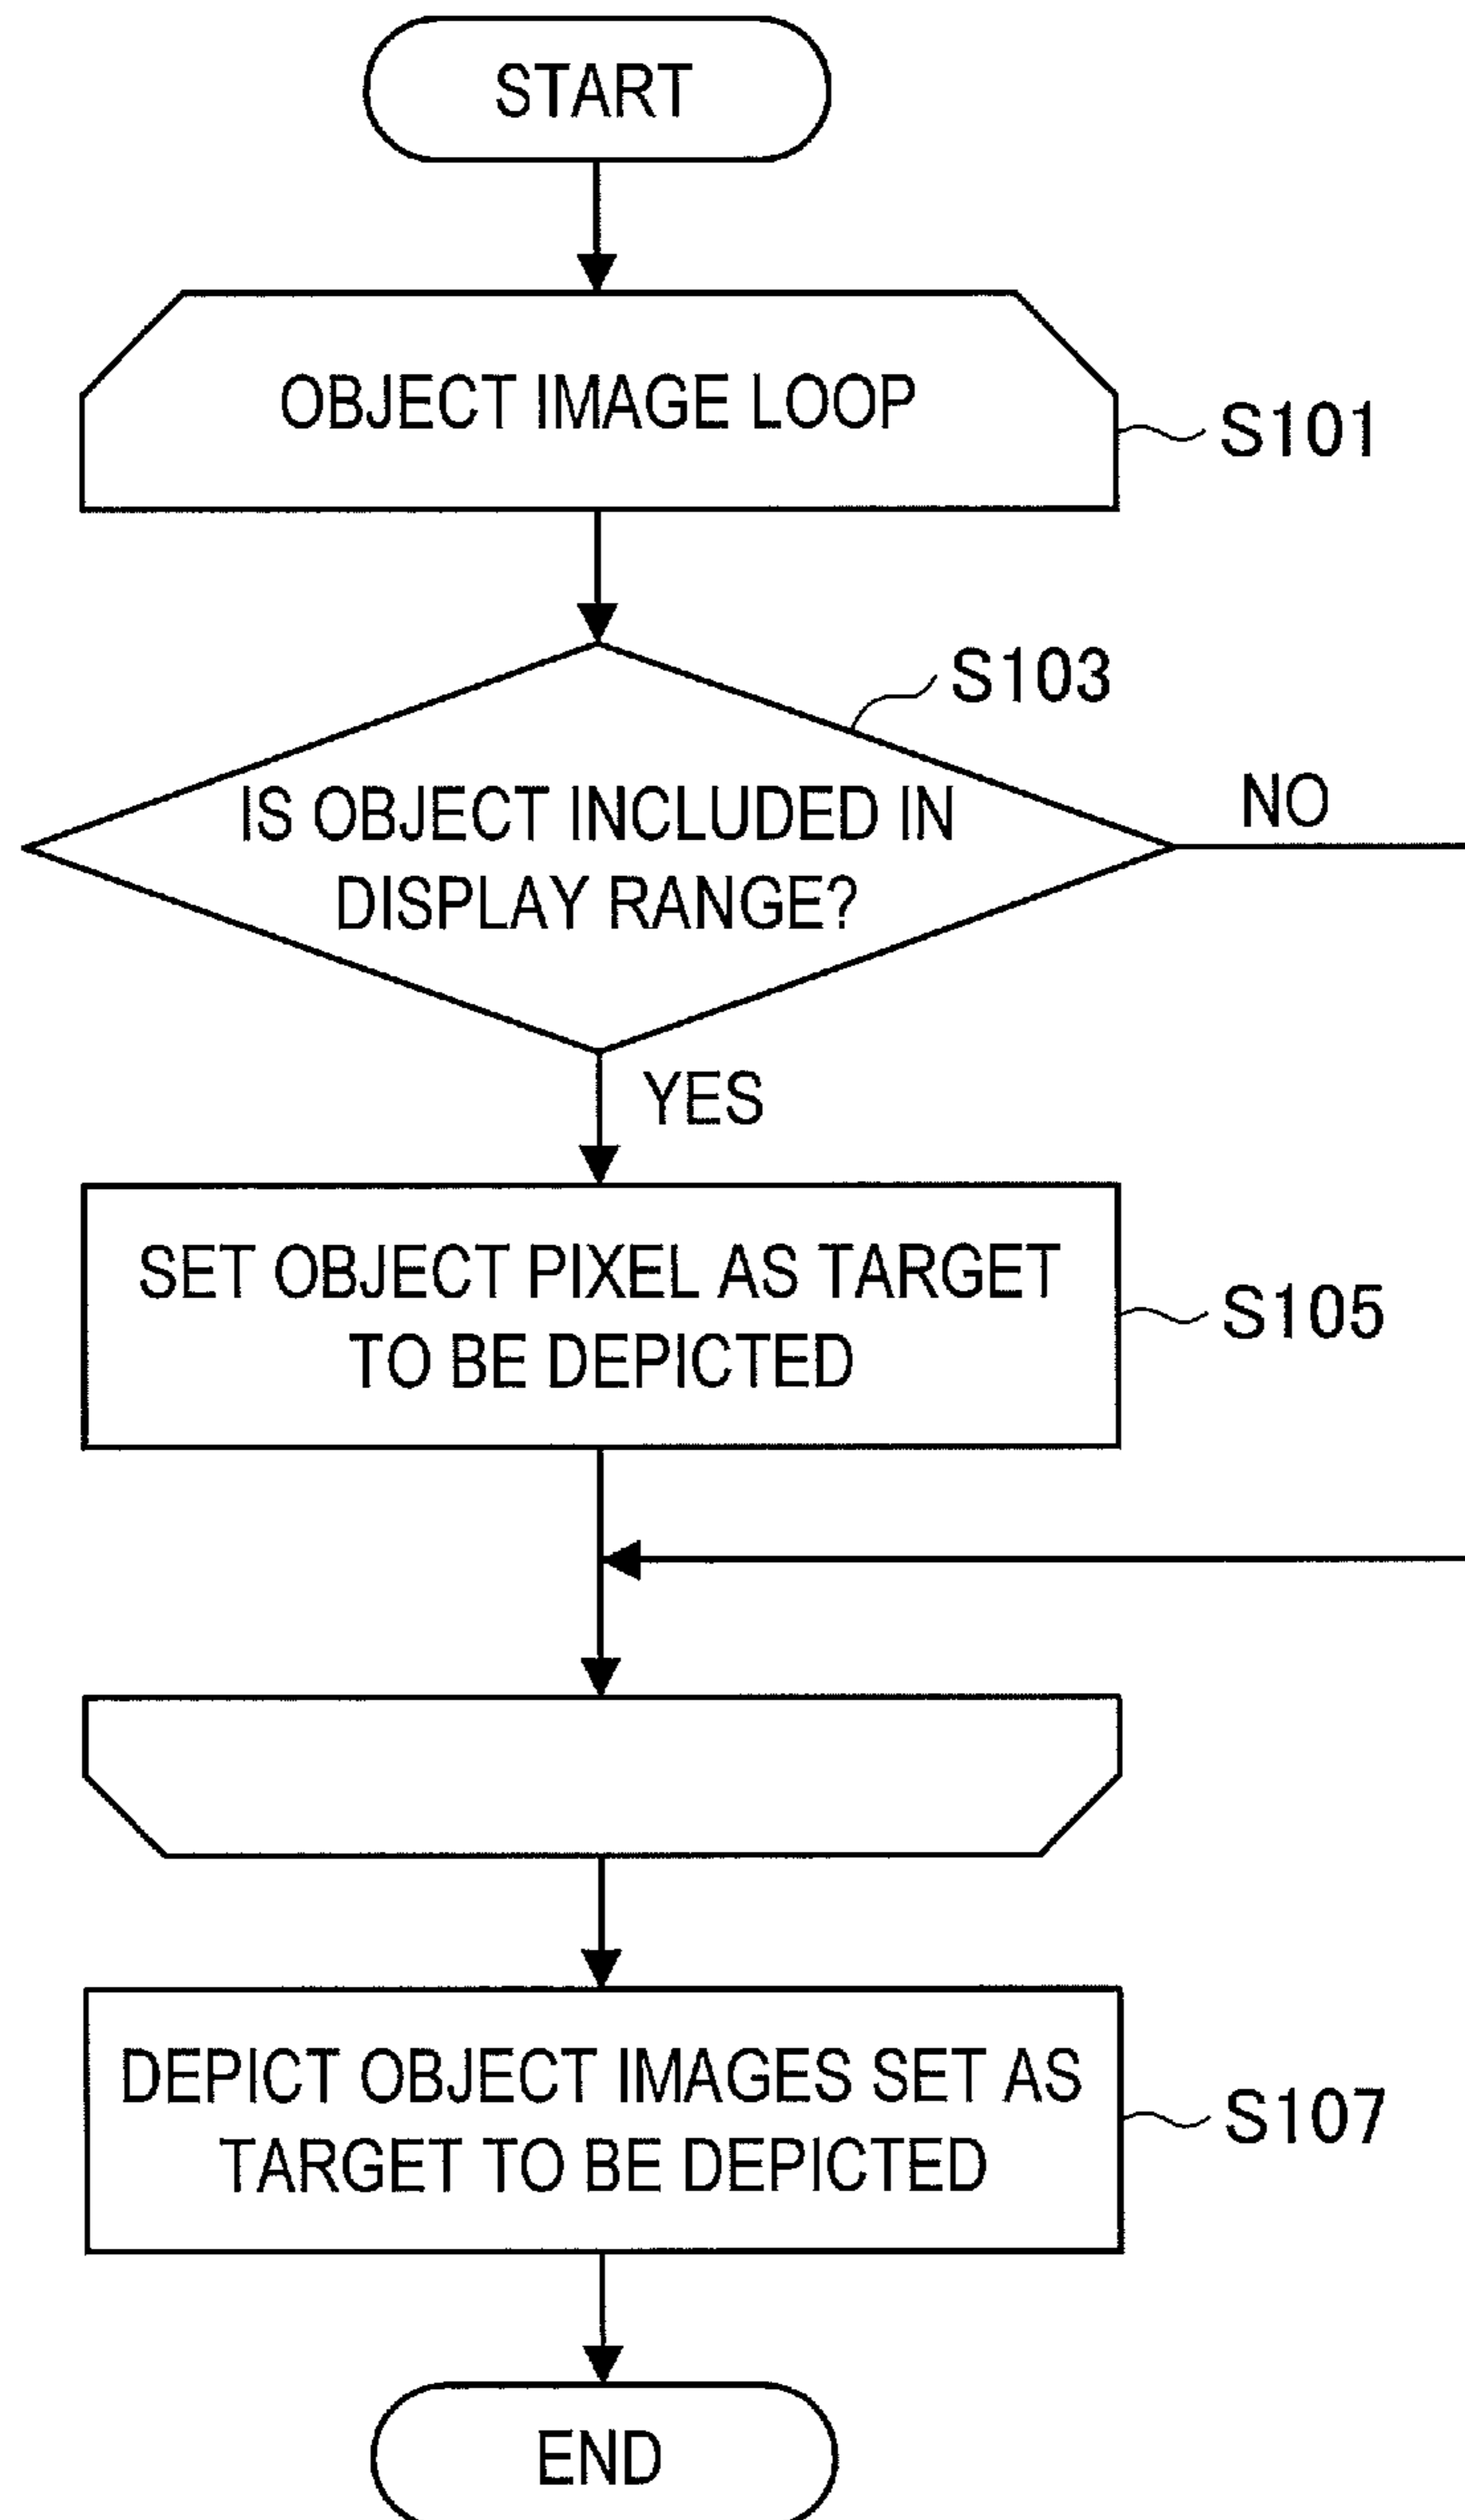 START
OBJECT IMAGE LOOP
S101
S103
IS OBJECT INCLUDED IN
DISPLAY RANGE?
NO
YES
SET OBJECT PIXEL AS TARGET
TO BE DEPICTED
S105
DEPICT OBJECT IMAGES SET AS
TARGET TO BE DEPICTED
S107
END